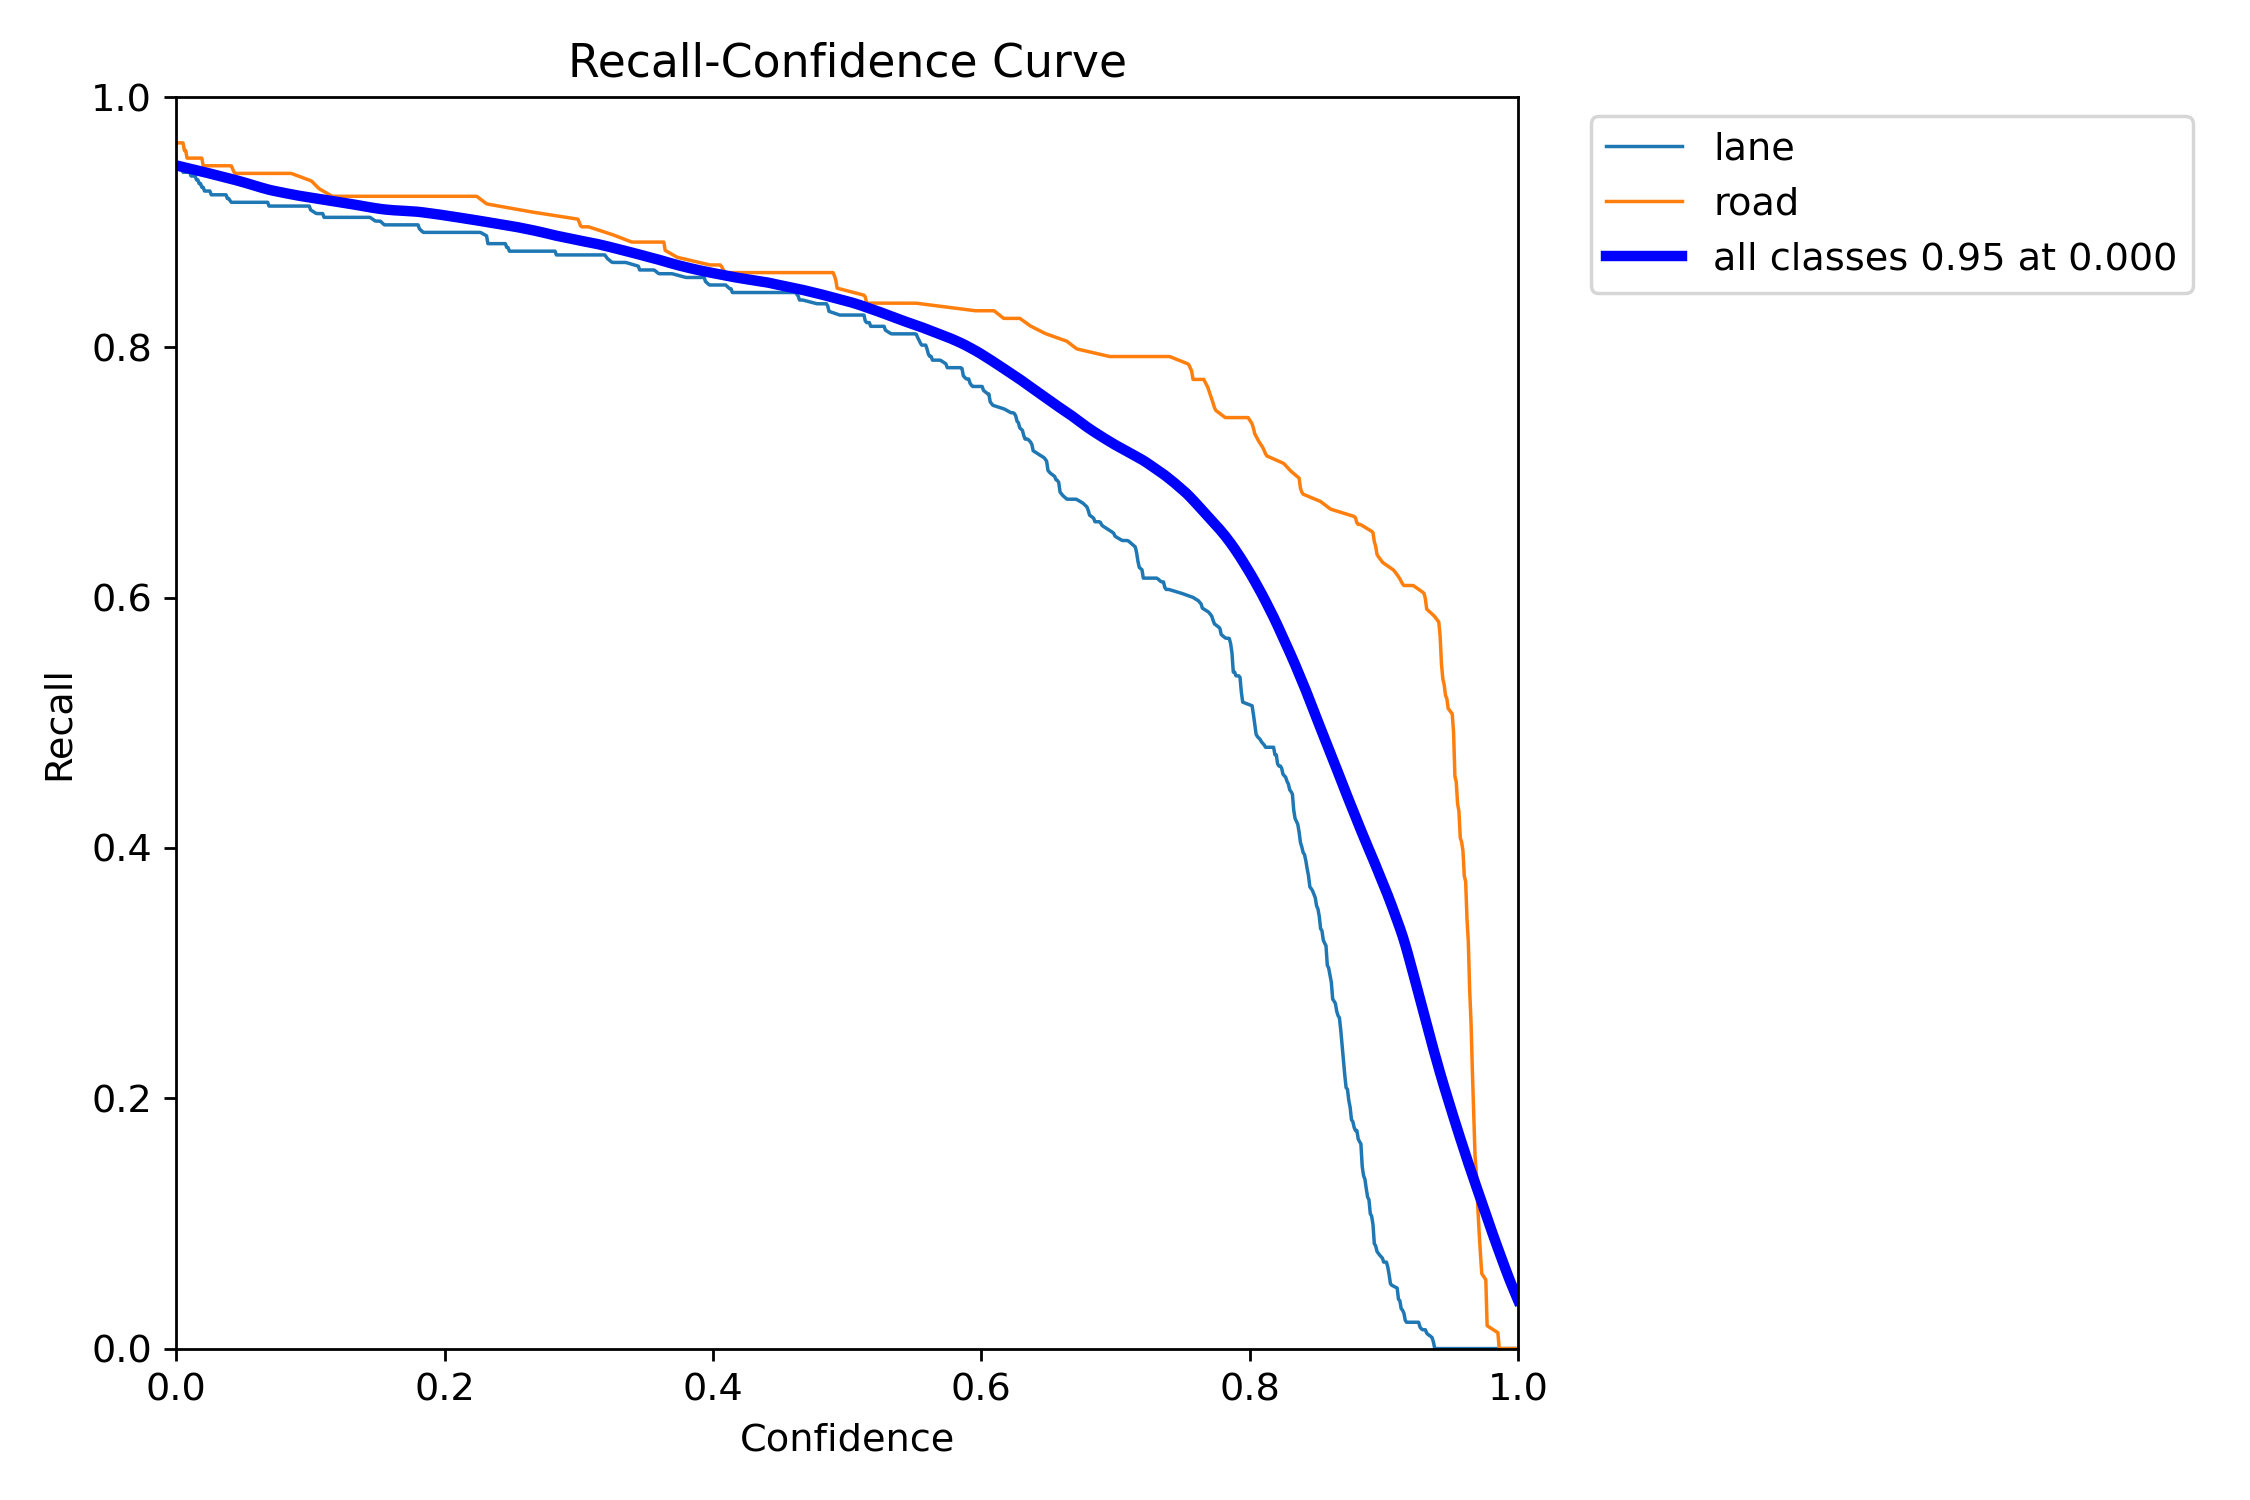 Recall-Confidence Curve
1.0
0.8
0.6
0.4
0.2
0.0
Recall
0.0 0.2 0.4 0.6 0.8 1.0
Confidence
lane
road
all classes 0.95 at 0.000